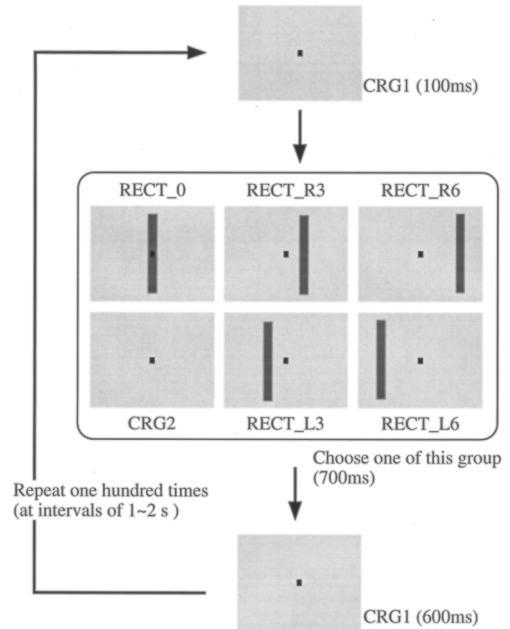 CRG1 (100ms)
RECT_0 RECT_R3 RECT_R6
CRG2 RECT_L3 RECT_L6
Choose one of this group
(700ms)
Repeat one hundred times
(at intervals of 1~2 s )
CRG1 (600ms)